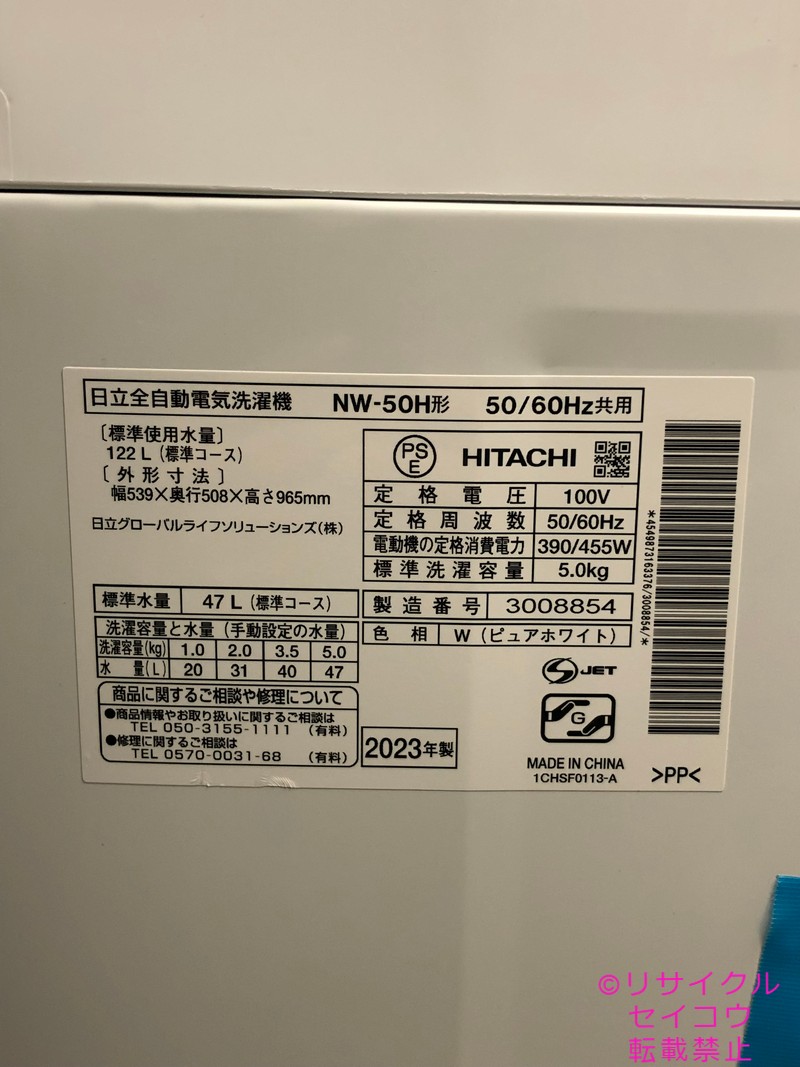 日立全自動電気洗濯機 NW-50H形 50/60Hz共用
〔標準使用水量〕
122 L (標準コース)
〔外形寸法〕
幅539×奥行508×高さ965mm
日立グローバルライフソリューションズ(株)
PS E HITACHI
定格電圧 100V
定格周波数 50/60Hz
電動機の定格消費電力 390/455W
標準洗濯容量 5.0kg
標準水量 47 L (標準コース)
洗濯容量と水量 (手動設定の水量)
洗濯容量(kg) 1.0 2.0 3.5 5.0
水量(L) 20 31 40 47
製造番号 3008854
色相 W (ピュアホワイト)
商品に関するご相談や修理について
●商品情報やお取り扱いに関するご相談は
TEL 050-3155-1111 (有料)
●修理に関するご相談は
TEL 0570-0031-68 (有料)
2023年製
S JET
G
MADE IN CHINA
1CHSF0113-A
>PP<
*4549873163376/3008854/*
©リサイクル
セイコウ
転載禁止